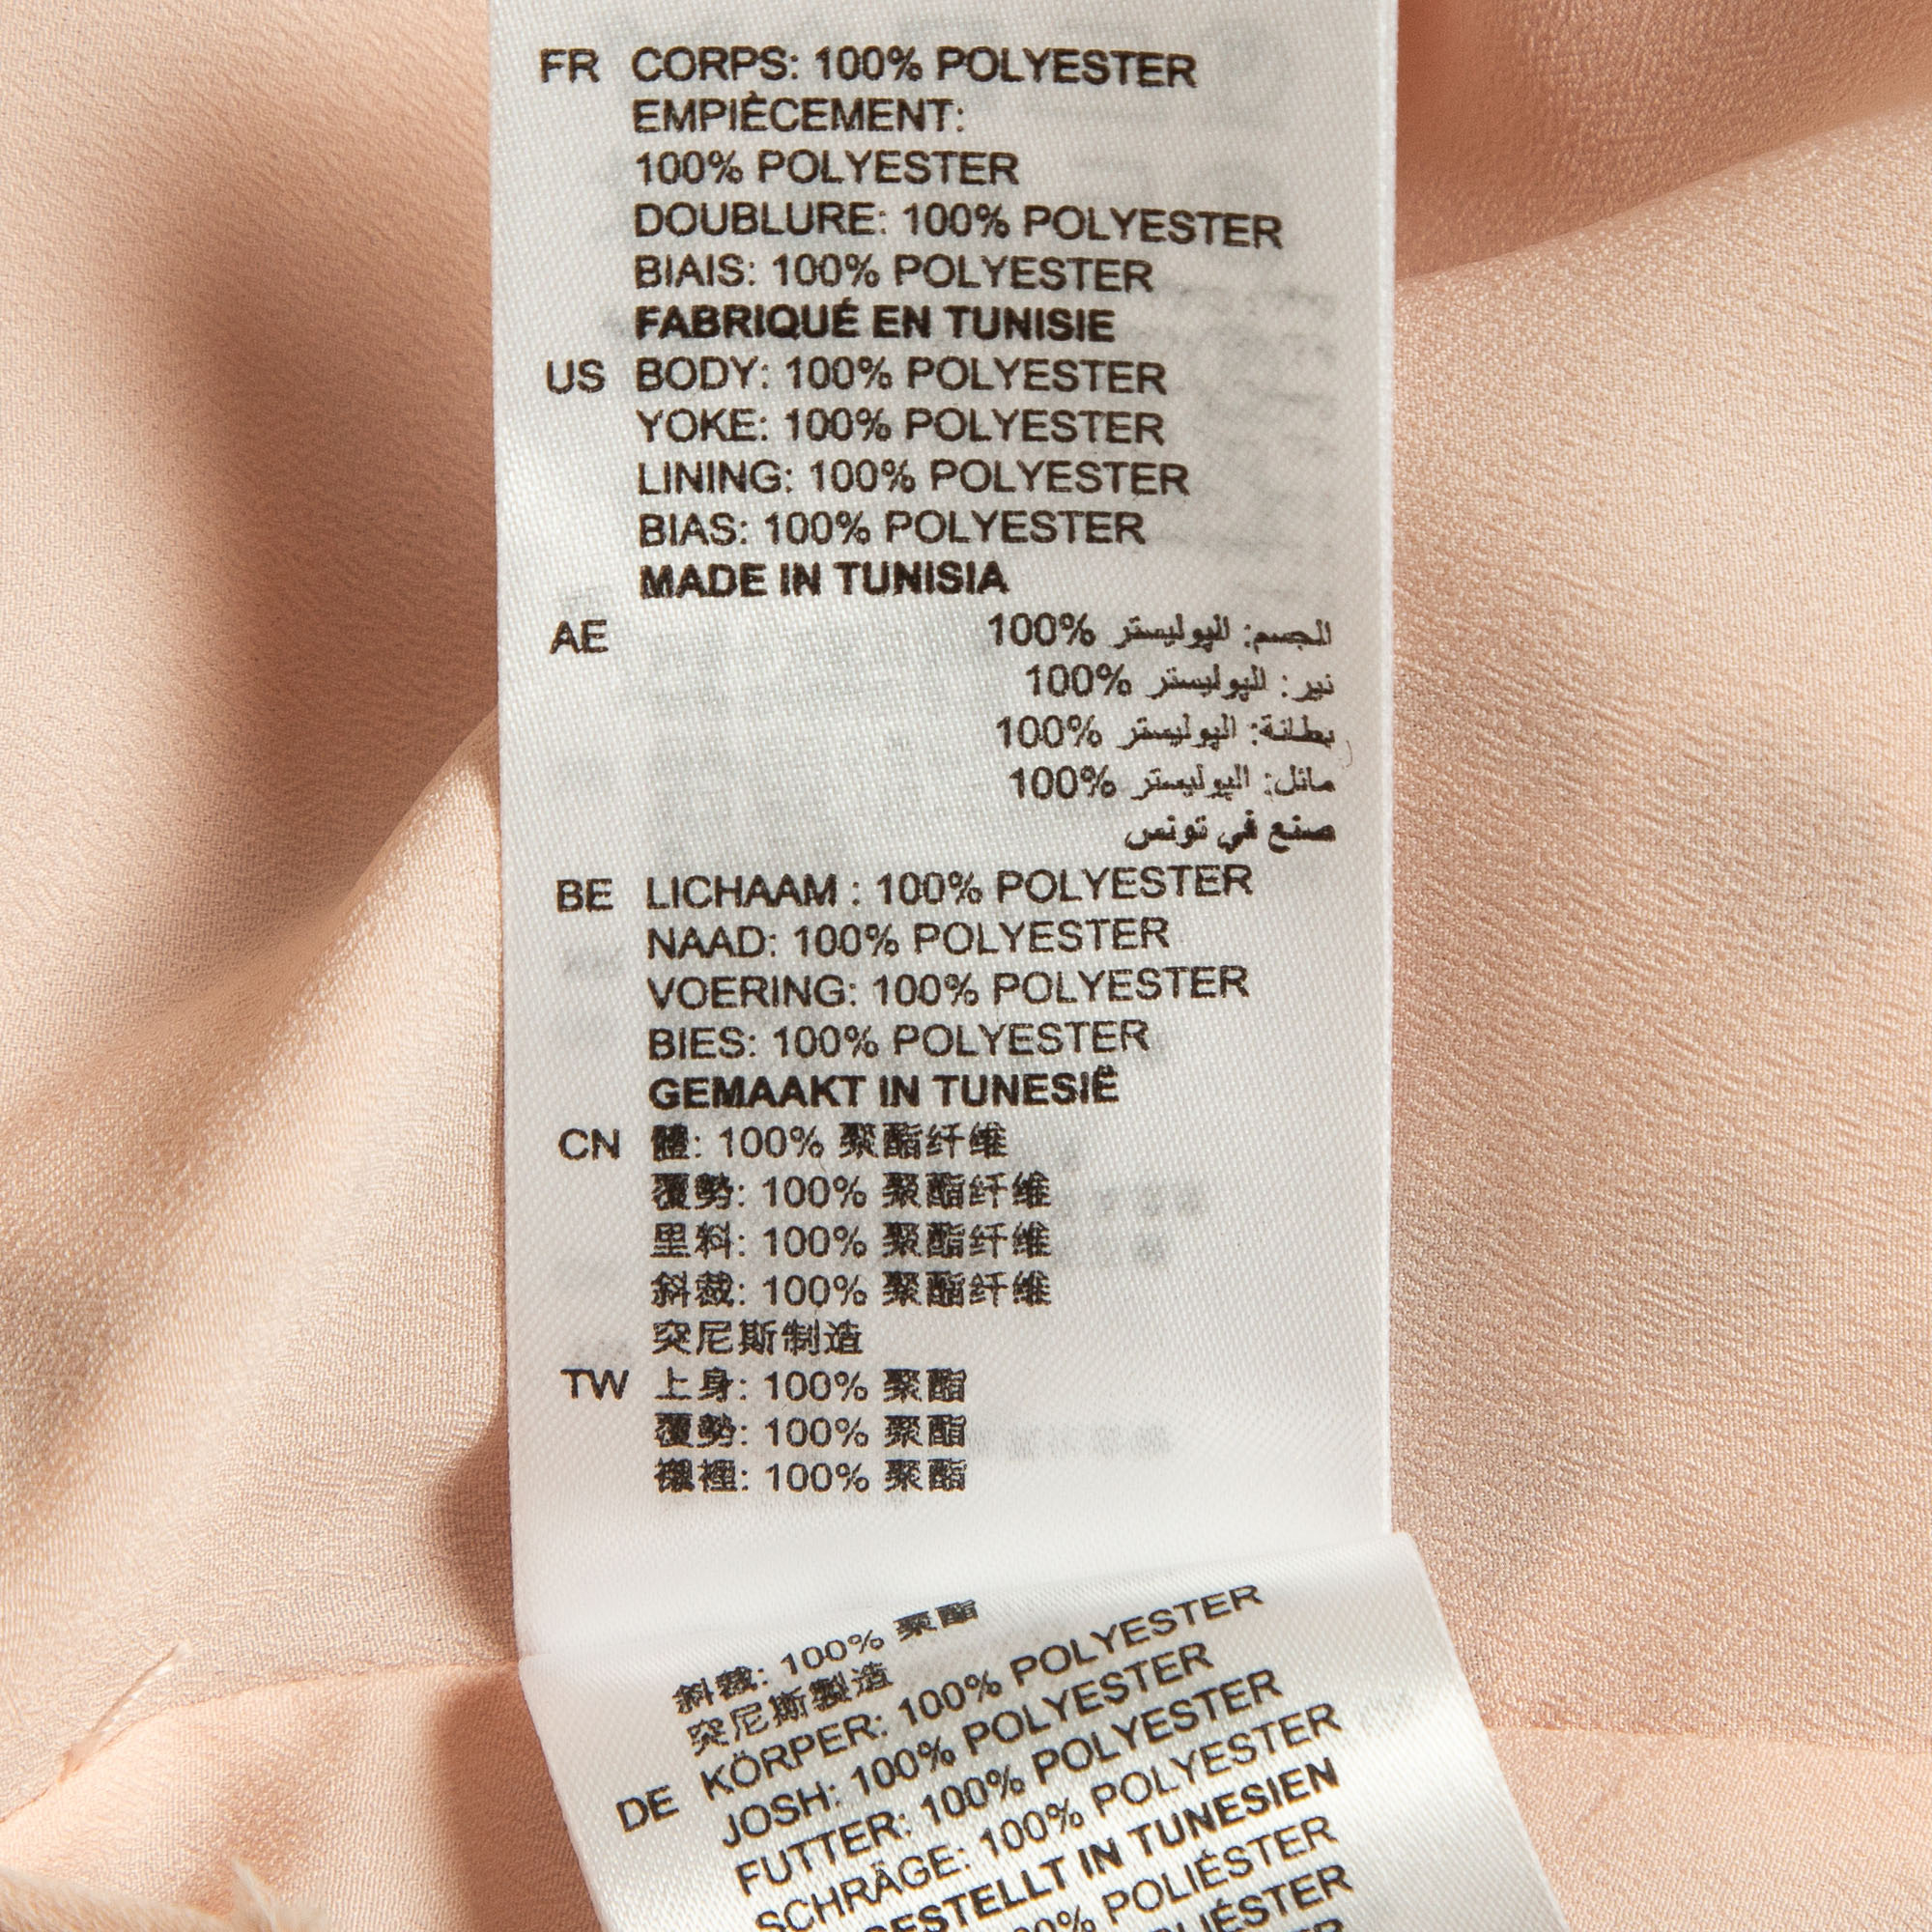 FR CORPS: 100% POLYESTER
EMPIÈCEMENT:
100% POLYESTER
DOUBLURE: 100% POLYESTER
BIAIS: 100% POLYESTER
FABRIQUÉ EN TUNISIE
US BODY: 100% POLYESTER
YOKE: 100% POLYESTER
LINING: 100% POLYESTER
BIAS: 100% POLYESTER
MADE IN TUNISIA
AE الجسم: البوليستر 100%
نير: البوليستر 100%
بطانة: البوليستر 100%
مائل: البوليستر 100%
صنع في تونس
BE LICHAAM : 100% POLYESTER
NAAD: 100% POLYESTER
VOERING: 100% POLYESTER
BIES: 100% POLYESTER
GEMAAKT IN TUNESIË
CN 體: 100% 聚酯纤维
覆勢: 100% 聚酯纤维
里料: 100% 聚酯纤维
斜裁: 100% 聚酯纤维
突尼斯制造
TW 上身: 100% 聚酯
覆勢: 100% 聚酯
襯裡: 100% 聚酯
斜裁: 100% 聚酯
突尼斯製造
DE KÖRPER: 100% POLYESTER
JOSH: 100% POLYESTER
FUTTER: 100% POLYESTER
SCHRÄGE: 100% POLYESTER
GESTELLT IN TUNESIEN
POLIÉSTER